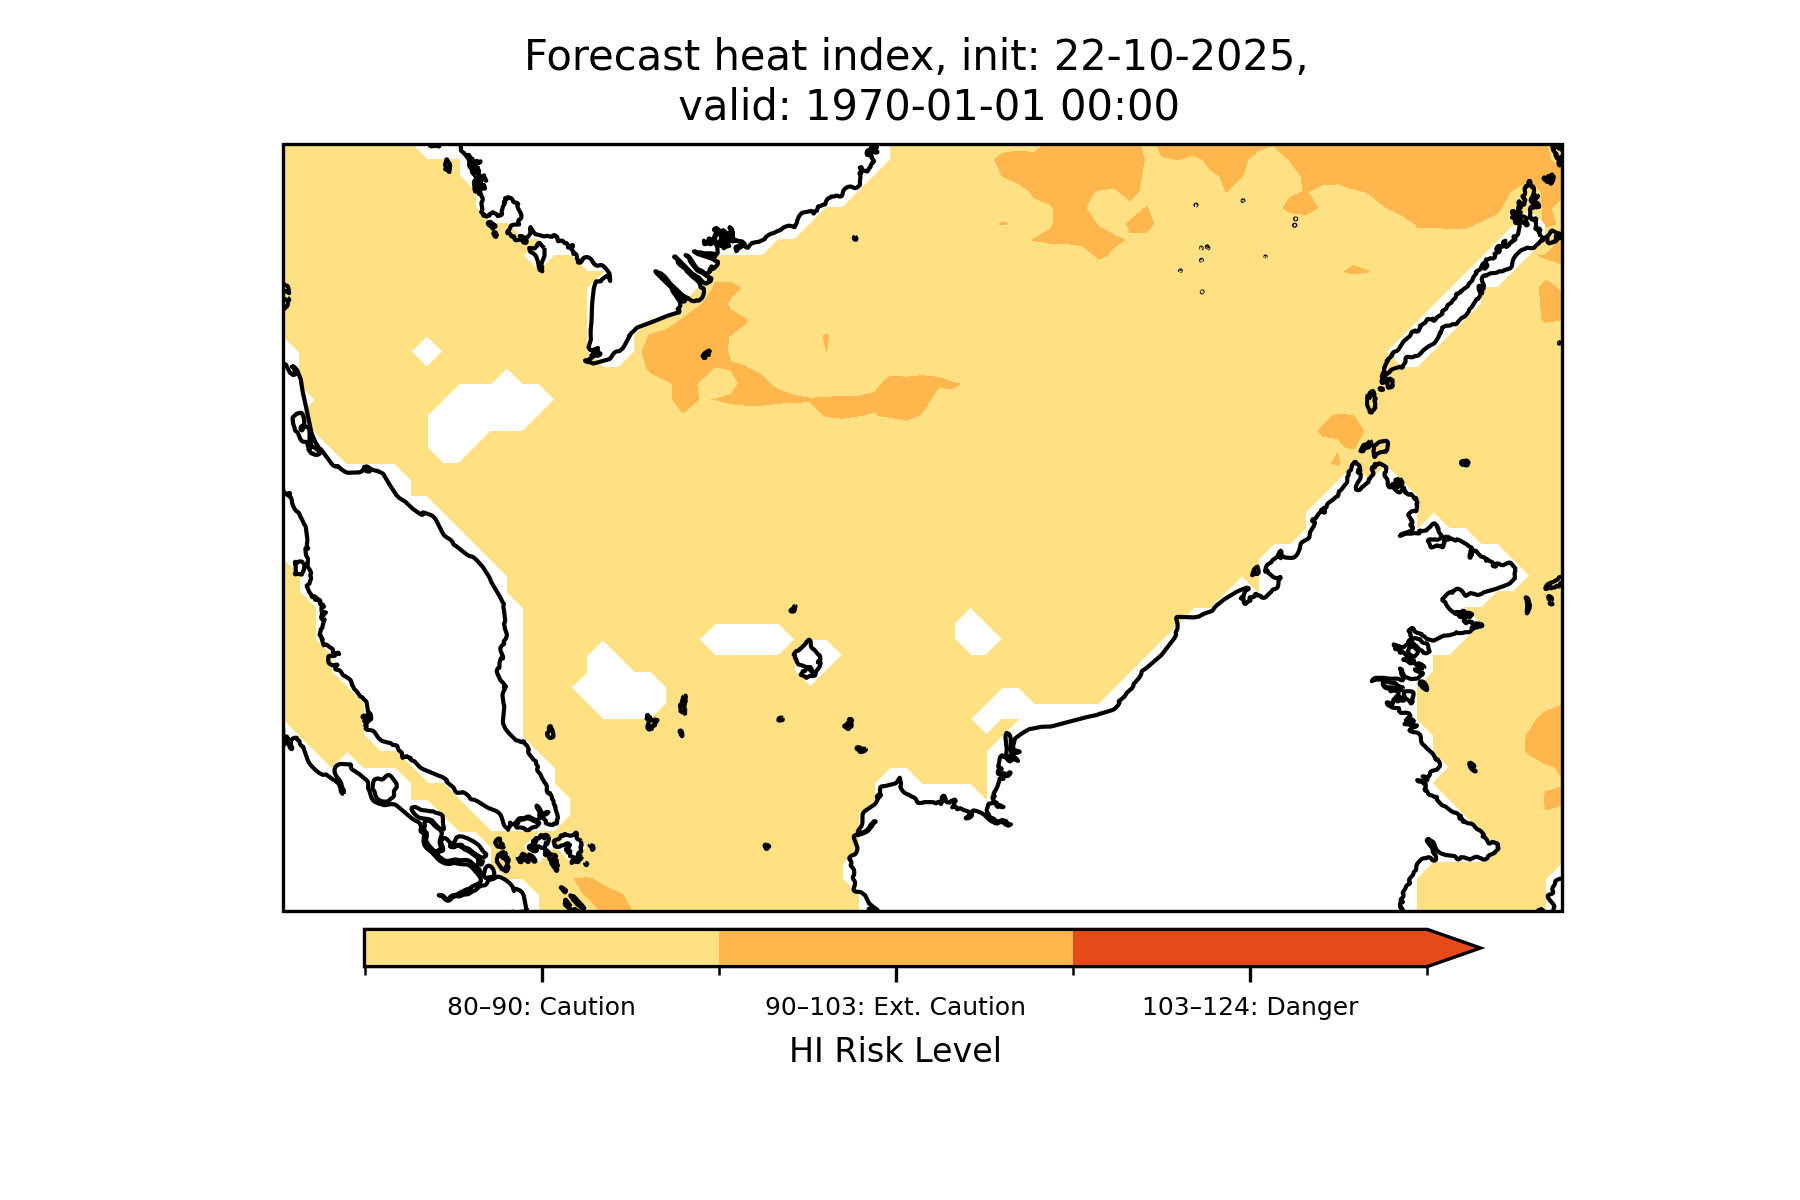 Forecast heat index, init: 22-10-2025,
valid: 1970-01-01 00:00
80–90: Caution
90–103: Ext. Caution
103–124: Danger
HI Risk Level